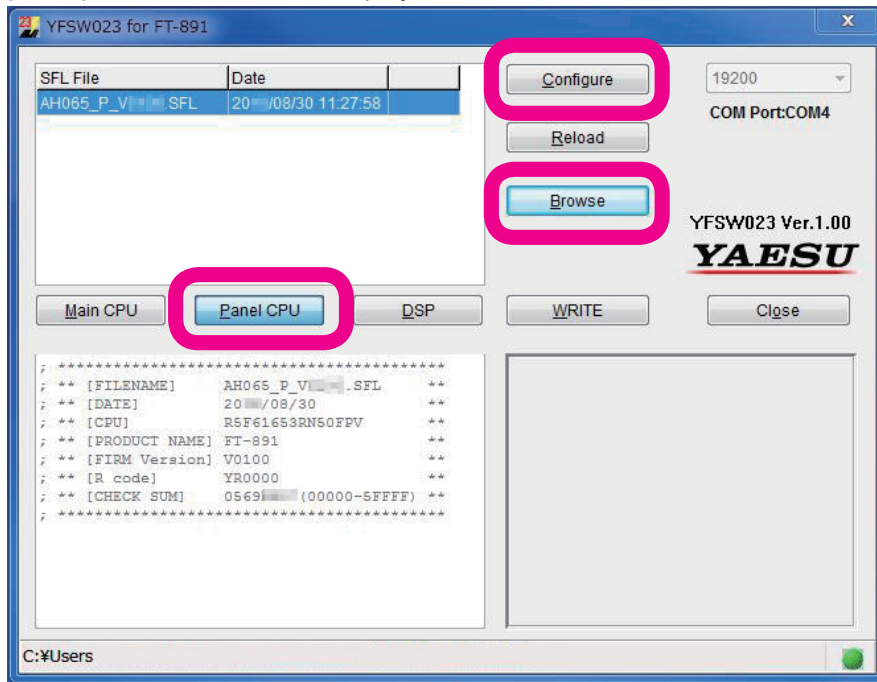 YFSW023 for FT-891
SFL File Date
AH065_P_V .SFL 20 /08/30 11:27:58
Configure
19200
COM Port:COM4
Reload
Browse
YFSW023 Ver.1.00
YAESU
Main CPU Panel CPU DSP WRITE Close
; *****************************************
; ** [FILENAME] AH065_P_V .SFL **
; ** [DATE] 20 /08/30 **
; ** [CPU] R5F61653RN50FPV **
; ** [PRODUCT NAME] FT-891 **
; ** [FIRM Version] V0100 **
; ** [R code] YR0000 **
; ** [CHECK SUM] 0569 (00000-5FFFF) **
; *****************************************
C:¥Users